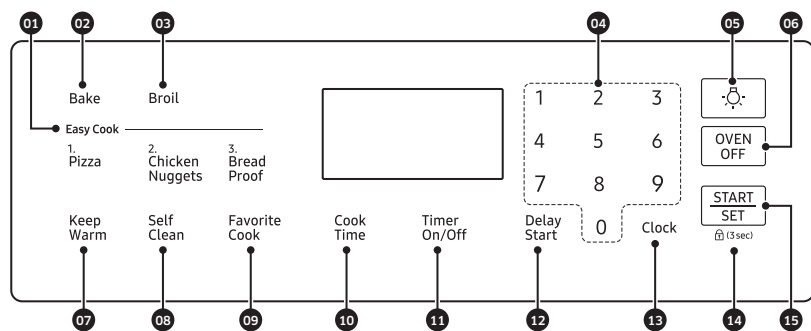 01 02 03 04 05 06
Bake Broil
Easy Cook
1. Pizza
2. Chicken
Nuggets
3. Bread
Proof
Keep
Warm
Self
Clean
Favorite
Cook
Cook
Time
Timer
On/Off
1 2 3
4 5 6
7 8 9
0
Delay
Start
Clock
OVEN
OFF
START
SET
(3 sec)
07 08 09 10 11 12 13 14 15